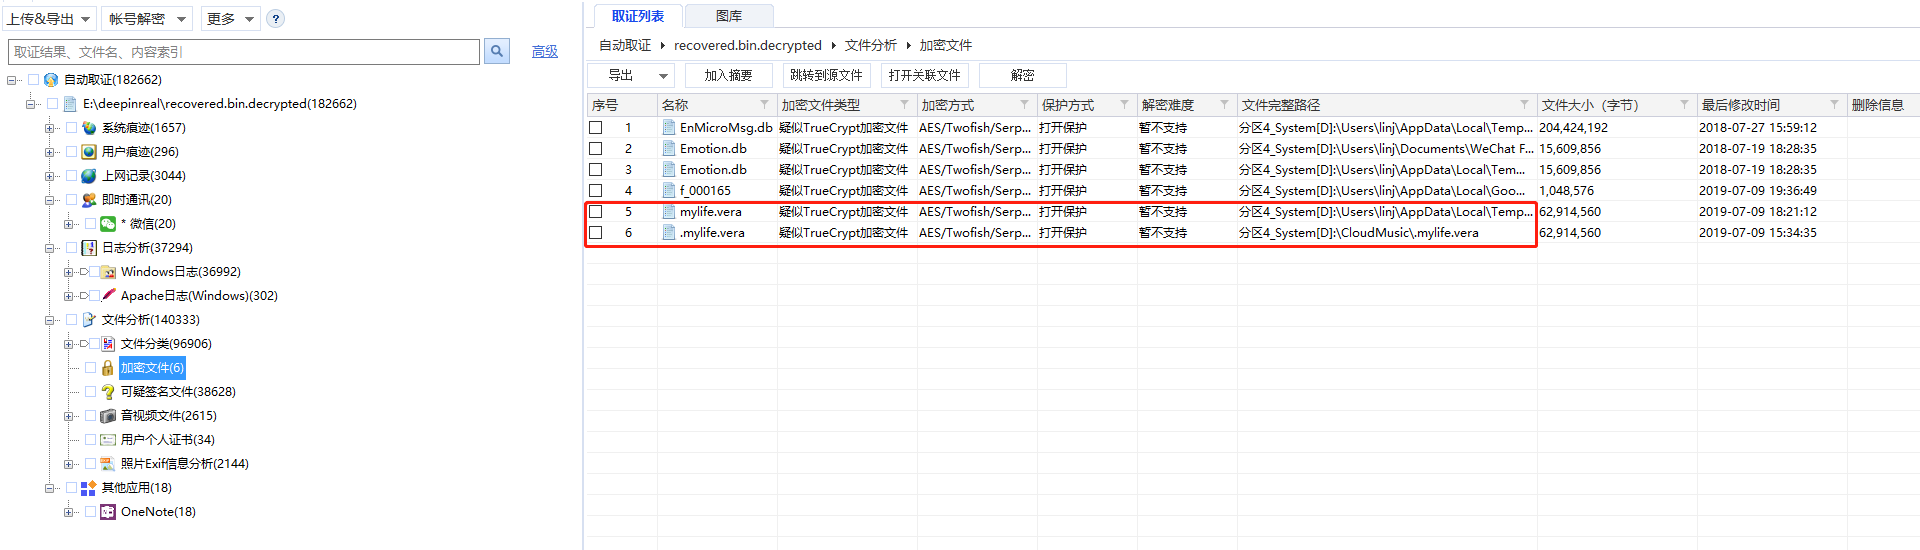 上传&导出 帐号解密 更多 ?
取证结果、文件名、内容索引 高级
自动取证(182662)
E:\deepinreal\recovered.bin.decrypted(182662)
系统痕迹(1657)
用户痕迹(296)
上网记录(3044)
即时通讯(20)
* 微信(20)
日志分析(37294)
Windows日志(36992)
Apache日志(Windows)(302)
文件分析(140333)
文件分类(96906)
加密文件(6)
可疑签名文件(38628)
音视频文件(2615)
用户个人证书(34)
照片Exif信息分析(2144)
其他应用(18)
OneNote(18)
取证列表 图库
自动取证 recovered.bin.decrypted 文件分析 加密文件
导出 加入摘要 跳转到源文件 打开关联文件 解密
序号 名称 加密文件类型 加密方式 保护方式 解密难度 文件完整路径 文件大小（字节） 最后修改时间 删除信息
1 EnMicroMsg.db 疑似TrueCrypt加密文件 AES/Twofish/Serp... 打开保护 暂不支持 分区4_System[D]:\Users\linj\AppData\Local\Temp... 204,424,192 2018-07-27 15:59:12
2 Emotion.db 疑似TrueCrypt加密文件 AES/Twofish/Serp... 打开保护 暂不支持 分区4_System[D]:\Users\linj\Documents\WeChat F... 15,609,856 2018-07-19 18:28:35
3 Emotion.db 疑似TrueCrypt加密文件 AES/Twofish/Serp... 打开保护 暂不支持 分区4_System[D]:\Users\linj\AppData\Local\Tem... 15,609,856 2018-07-19 18:28:35
4 f_000165 疑似TrueCrypt加密文件 AES/Twofish/Serp... 打开保护 暂不支持 分区4_System[D]:\Users\linj\AppData\Local\Goo... 1,048,576 2019-07-09 19:36:49
5 mylife.vera 疑似TrueCrypt加密文件 AES/Twofish/Serp... 打开保护 暂不支持 分区4_System[D]:\Users\linj\AppData\Local\Temp... 62,914,560 2019-07-09 18:21:12
6 .mylife.vera 疑似TrueCrypt加密文件 AES/Twofish/Serp... 打开保护 暂不支持 分区4_System[D]:\CloudMusic\.mylife.vera 62,914,560 2019-07-09 15:34:35